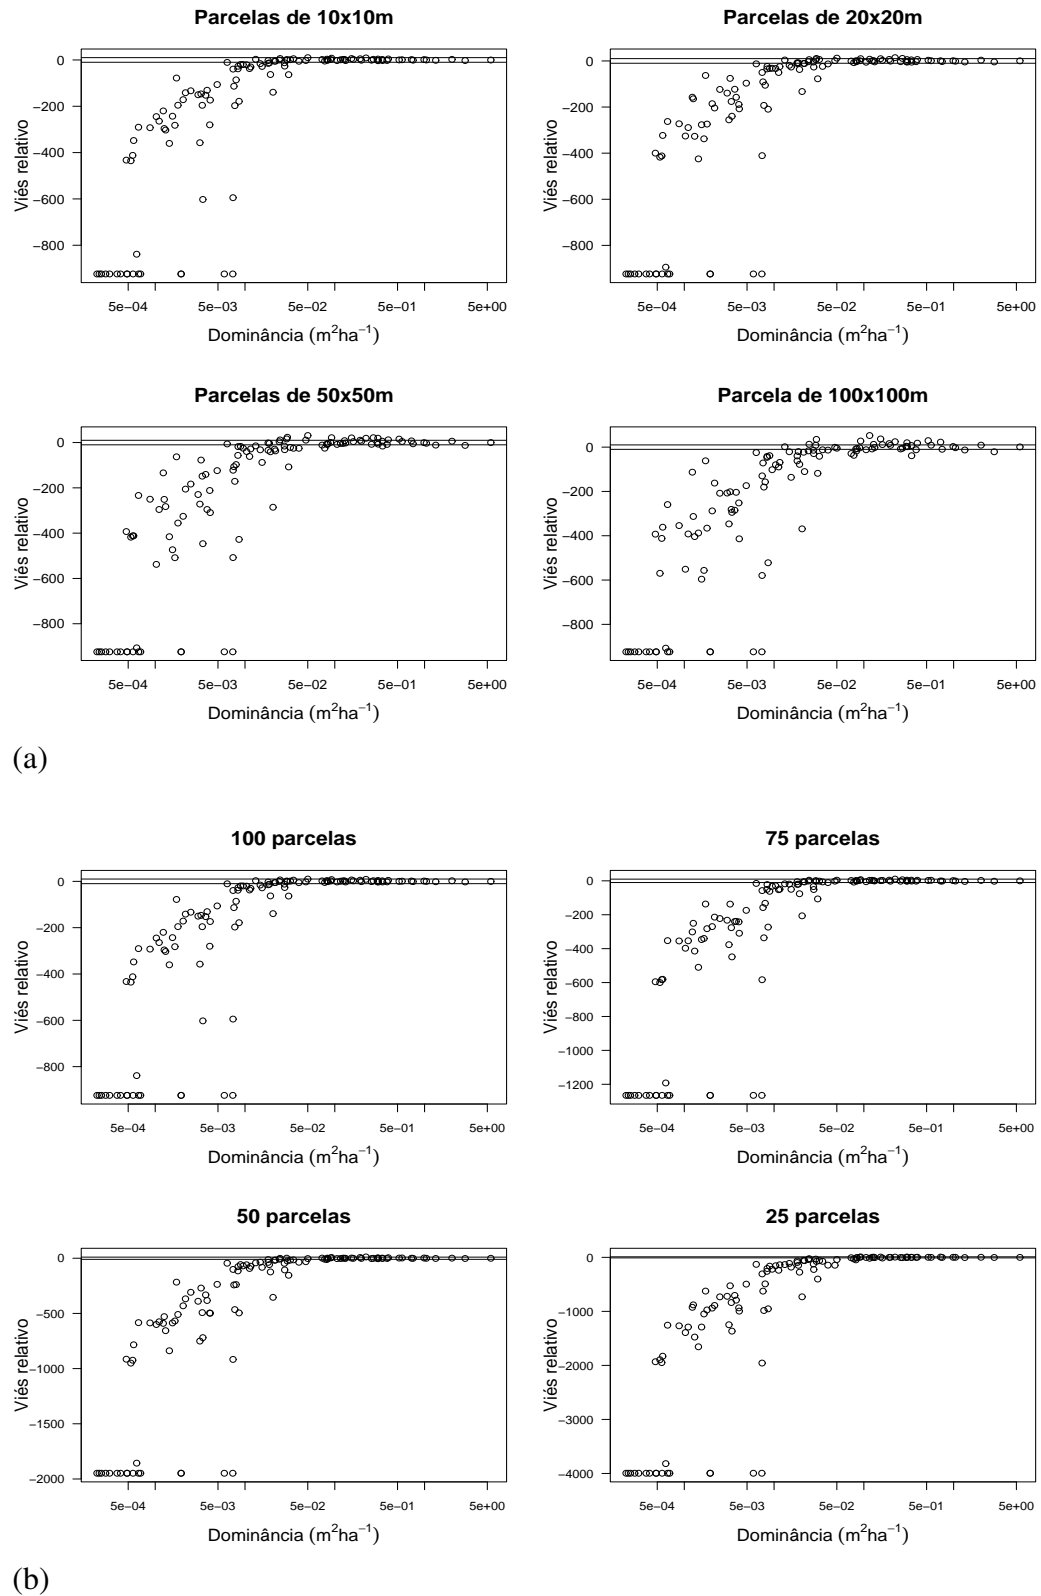 Parcelas de 10x10m
Viés relativo
0
−200
−400
−600
−800
5e−04 5e−03 5e−02 5e−01 5e+00
Dominância (m²ha⁻¹)
Parcelas de 20x20m
Viés relativo
0
−200
−400
−600
−800
5e−04 5e−03 5e−02 5e−01 5e+00
Dominância (m²ha⁻¹)
Parcelas de 50x50m
Viés relativo
0
−200
−400
−600
−800
5e−04 5e−03 5e−02 5e−01 5e+00
Dominância (m²ha⁻¹)
Parcela de 100x100m
Viés relativo
0
−200
−400
−600
−800
5e−04 5e−03 5e−02 5e−01 5e+00
Dominância (m²ha⁻¹)
(a)
100 parcelas
Viés relativo
0
−200
−400
−600
−800
5e−04 5e−03 5e−02 5e−01 5e+00
Dominância (m²ha⁻¹)
75 parcelas
Viés relativo
0
−200
−400
−600
−800
−1000
−1200
5e−04 5e−03 5e−02 5e−01 5e+00
Dominância (m²ha⁻¹)
50 parcelas
Viés relativo
0
−500
−1000
−1500
−2000
5e−04 5e−03 5e−02 5e−01 5e+00
Dominância (m²ha⁻¹)
25 parcelas
Viés relativo
0
−1000
−2000
−3000
−4000
5e−04 5e−03 5e−02 5e−01 5e+00
Dominância (m²ha⁻¹)
(b)